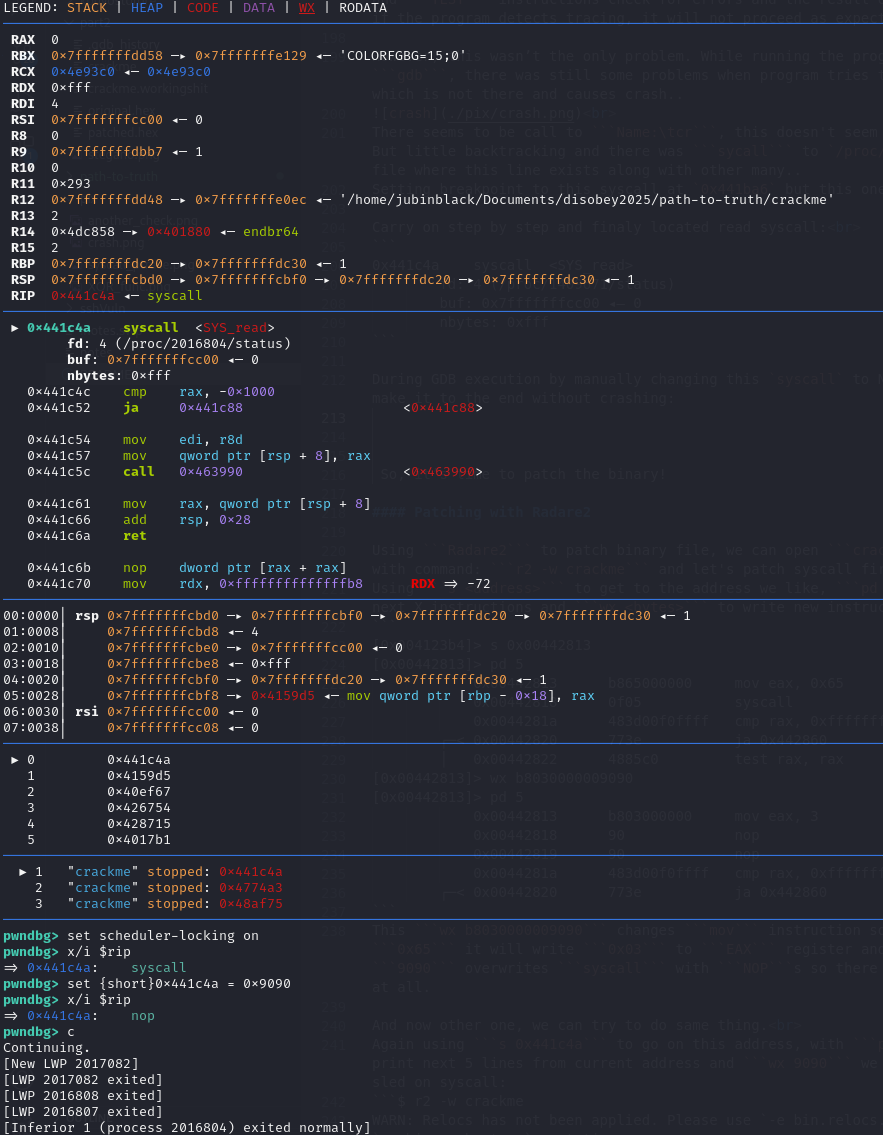 LEGEND: STACK | HEAP | CODE | DATA | WX | RODATA
RAX  0
RBX  0×7fffffffdd58 —▸ 0×7fffffffe129 ◂— 'COLORFGBG=15;0'
RCX  0×4e93c0 ◂— 0×4e93c0
RDX  0×fff
RDI  4
RSI  0×7fffffffcc00 ◂— 0
R8   0
R9   0×7fffffffdbb7 ◂— 1
R10  0
R11  0×293
R12  0×7fffffffdd48 —▸ 0×7fffffffe0ec ◂— '/home/jubinblack/Documents/disobey2025/path-to-truth/crackme'
R13  2
R14  0×4dc858 —▸ 0×401880 ◂— endbr64
R15  2
RBP  0×7fffffffdc20 —▸ 0×7fffffffdc30 ◂— 1
RSP  0×7fffffffcbd0 —▸ 0×7fffffffcbf0 —▸ 0×7fffffffdc20 —▸ 0×7fffffffdc30 ◂— 1
RIP  0×441c4a ◂— syscall
► 0×441c4a    syscall  <SYS_read>
fd: 4 (/proc/2016804/status)
buf: 0×7fffffffcc00 ◂— 0
nbytes: 0×fff
0×441c4c    cmp    rax, -0×1000
0×441c52    ja     0×441c88    <0×441c88>
0×441c54    mov    edi, r8d
0×441c57    mov    qword ptr [rsp + 8], rax
0×441c5c    call   0×463990    <0×463990>
0×441c61    mov    rax, qword ptr [rsp + 8]
0×441c66    add    rsp, 0×28
0×441c6a    ret
0×441c6b    nop    dword ptr [rax + rax]
0×441c70    mov    rdx, 0×ffffffffffffffb8    RDX ⇒ -72
00:0000│ rsp 0×7fffffffcbd0 —▸ 0×7fffffffcbf0 —▸ 0×7fffffffdc20 —▸ 0×7fffffffdc30 ◂— 1
01:0008│     0×7fffffffcbd8 ◂— 4
02:0010│     0×7fffffffcbe0 —▸ 0×7fffffffcc00 ◂— 0
03:0018│     0×7fffffffcbe8 ◂— 0×fff
04:0020│     0×7fffffffcbf0 —▸ 0×7fffffffdc20 —▸ 0×7fffffffdc30 ◂— 1
05:0028│     0×7fffffffcbf8 —▸ 0×4159d5 ◂— mov qword ptr [rbp - 0×18], rax
06:0030│ rsi 0×7fffffffcc00 ◂— 0
07:0038│     0×7fffffffcc08 ◂— 0
► 0         0×441c4a
1         0×4159d5
2         0×40ef67
3         0×426754
4         0×428715
5         0×4017b1
► 1   "crackme" stopped: 0×441c4a
2   "crackme" stopped: 0×4774a3
3   "crackme" stopped: 0×48af75
pwndbg> set scheduler-locking on
pwndbg> x/i $rip
⇒ 0×441c4a:    syscall
pwndbg> set {short}0×441c4a = 0×9090
pwndbg> x/i $rip
⇒ 0×441c4a:    nop
pwndbg> c
Continuing.
[New LWP 2017082]
[LWP 2017082 exited]
[LWP 2016808 exited]
[LWP 2016807 exited]
[Inferior 1 (process 2016804) exited normally]